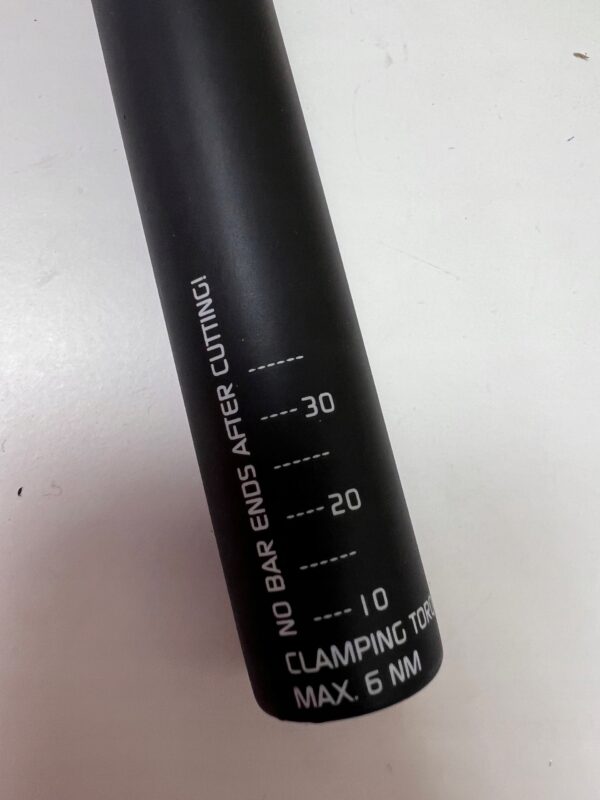 NO BAR ENDS AFTER CUTTING!
------
---- 30
------
---- 20
------
---- 10
CLAMPING
MAX. 6 NM